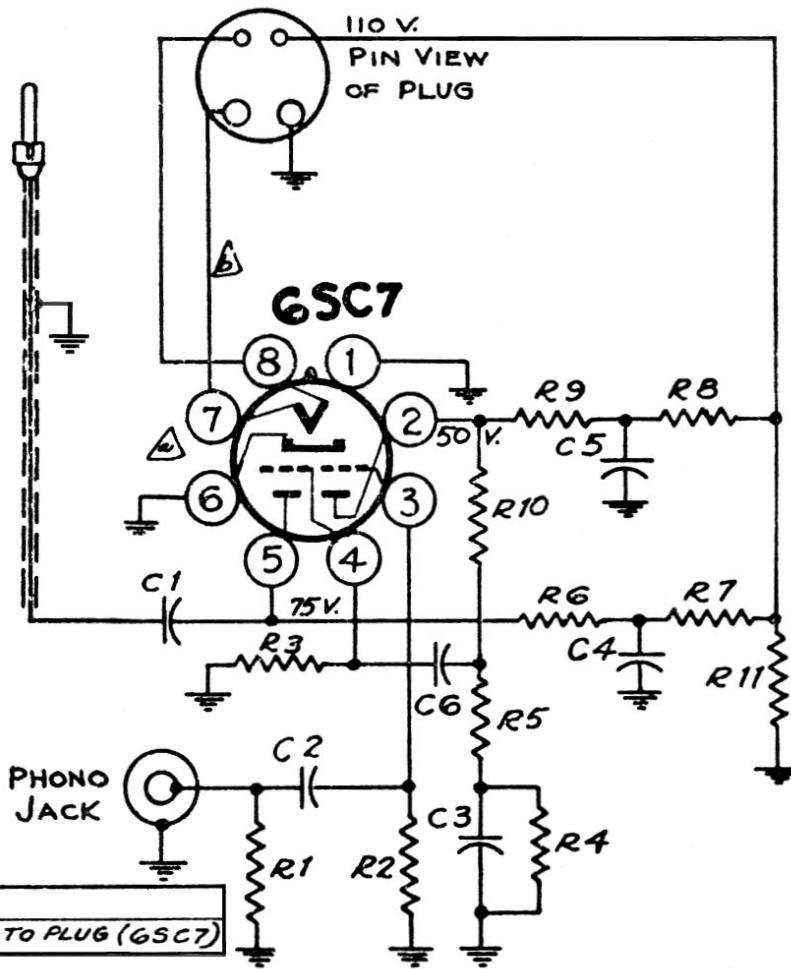 110 V.
PIN VIEW
OF PLUG
b
6SC7
8
1
7
2
50 V.
R9
R8
C5
a
6
3
R10
5
4
C1
75 V.
R6
R7
R3
C4
C6
R11
R5
PHONO
JACK
C2
C3
R4
R1
R2
TO PLUG (6SC7)